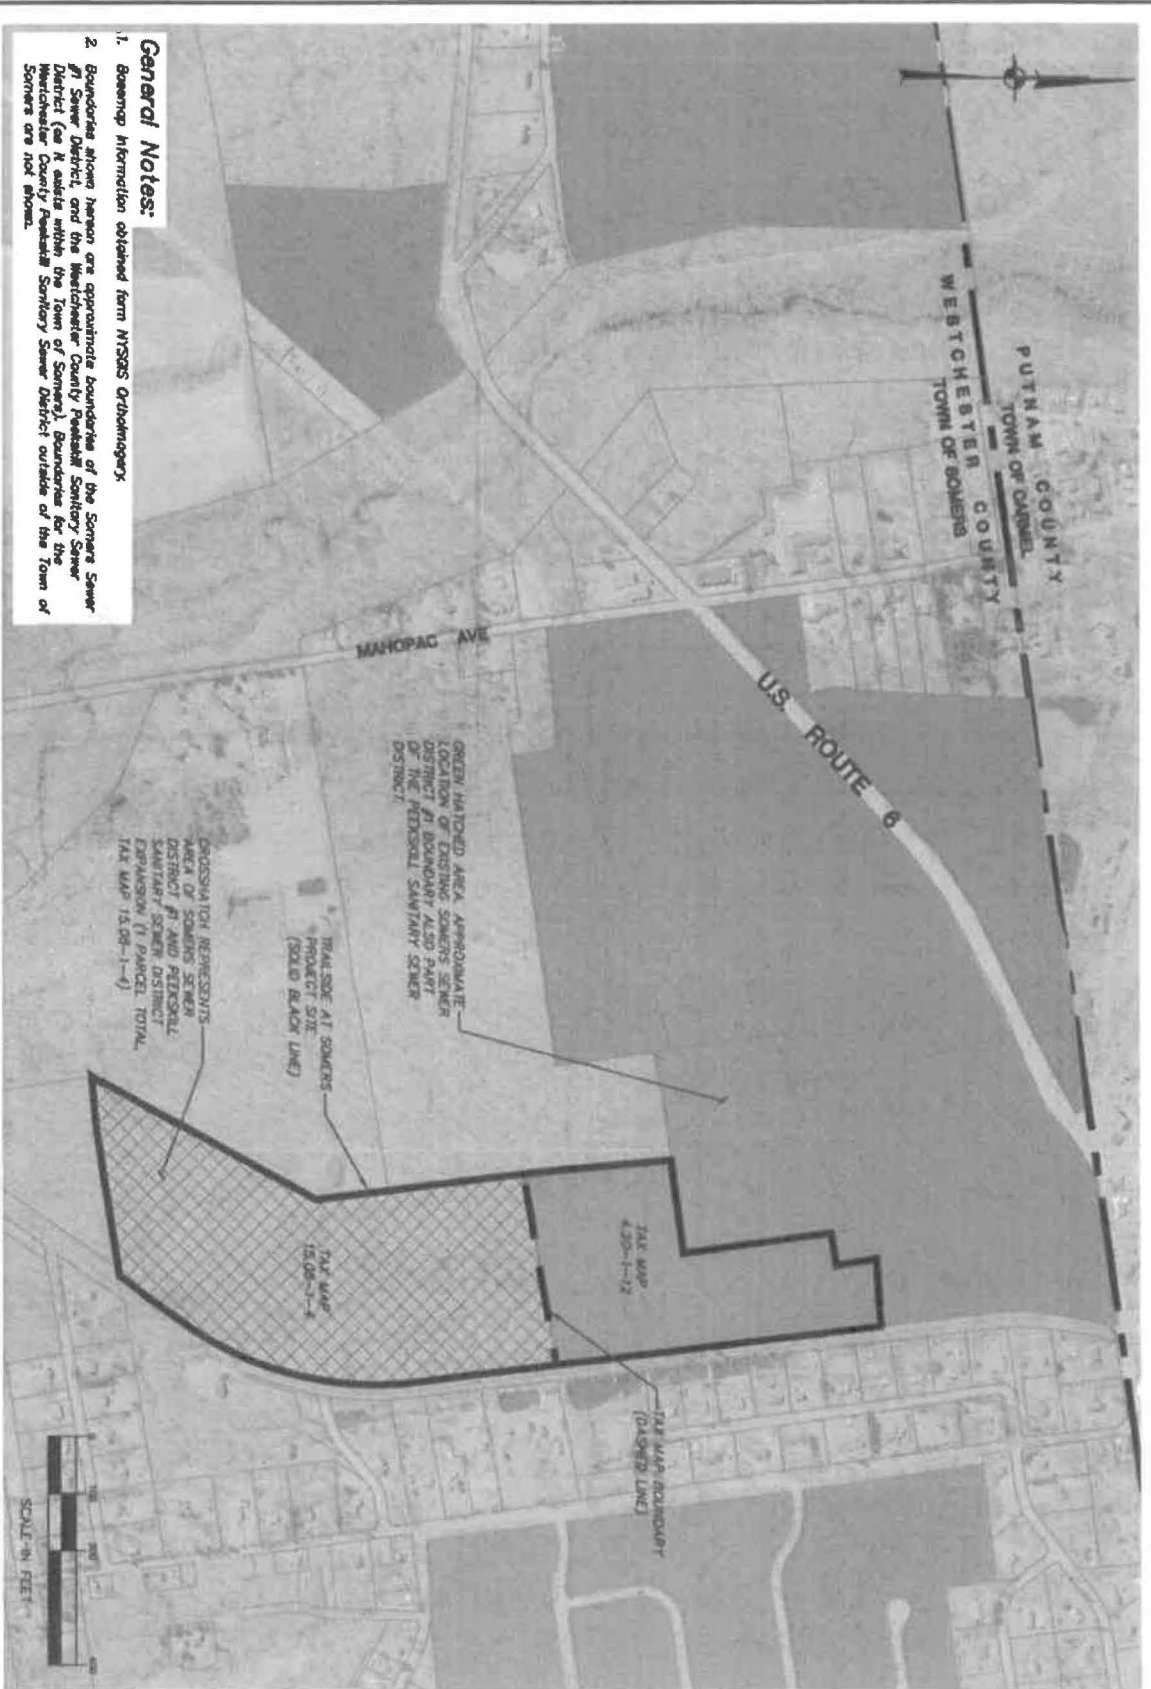 PUTNAM COUNTY
TOWN OF CARMEL
WESTCHESTER COUNTY
TOWN OF SOMERS
U.S. ROUTE 6
MAHOPAC AVE
GREEN HATCHED AREA. APPROXIMATE
LOCATION OF EXISTING SOMERS SEWER
DISTRICT #1 BOUNDARY ALSO PART
OF THE PEEKSKILL SANITARY SEWER
DISTRICT.
TAX MAP BOUNDARY
(DASHED LINE)
TAX MAP
4.20-1-12
TRAILSIDE AT SOMERS
PROJECT SITE
(SOLID BLACK LINE)
TAX MAP
15.08-1-4
CROSSHATCH REPRESENTS
AREA OF SOMERS SEWER
DISTRICT #1 AND PEEKSKILL
SANITARY SEWER DISTRICT
EXPANSION (1 PARCEL TOTAL,
TAX MAP 15.08-1-4)
General Notes:
1. Basemap information obtained form NYSGIS Orthoimagery.
2. Boundaries shown hereon are approximate boundaries of the Somers Sewer
#1 Sewer District, and the Westchester County Peekskill Sanitary Sewer
District (as it exists within the Town of Somers). Boundaries for the
Westchester County Peekskill Sanitary Sewer District outside of the Town of
Somers are not shown.
0 100 200 400
SCALE IN FEET